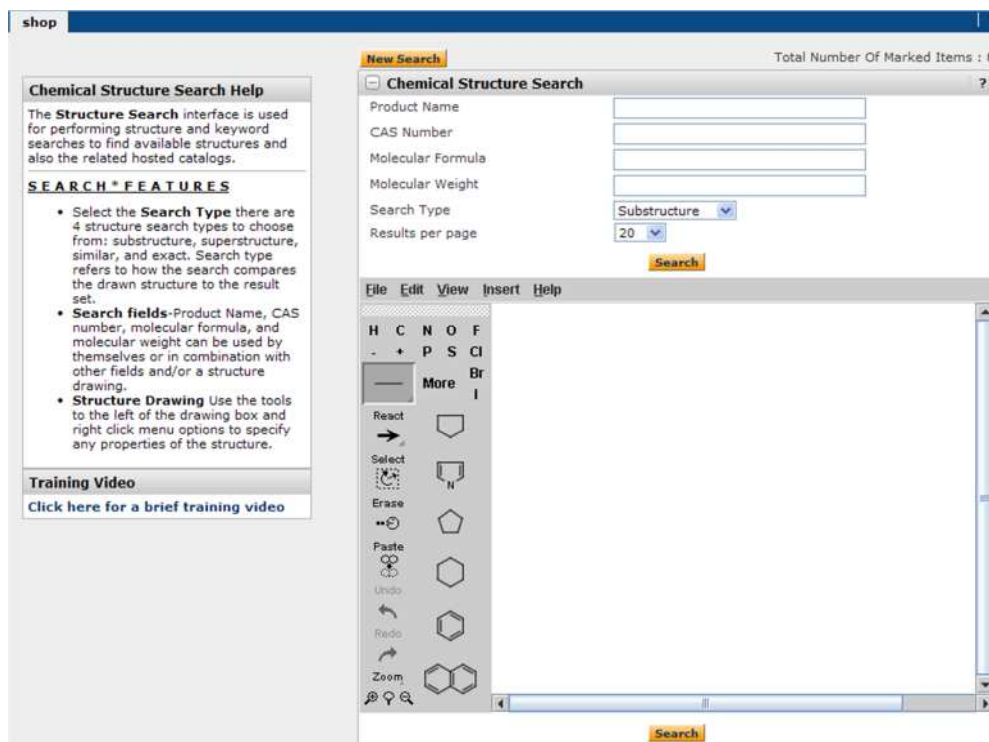 shop
New Search
Total Number Of Marked Items :
Chemical Structure Search Help
The Structure Search interface is used
for performing structure and keyword
searches to find available structures and
also the related hosted catalogs.
S E A R C H * F E A T U R E S
• Select the Search Type there are
4 structure search types to choose
from: substructure, superstructure,
similar, and exact. Search type
refers to how the search compares
the drawn structure to the result
set.
• Search fields-Product Name, CAS
number, molecular formula, and
molecular weight can be used by
themselves or in combination with
other fields and/or a structure
drawing.
• Structure Drawing Use the tools
to the left of the drawing box and
right click menu options to specify
any properties of the structure.
Training Video
Click here for a brief training video
Chemical Structure Search
?
Product Name
CAS Number
Molecular Formula
Molecular Weight
Search Type
Substructure
Results per page
20
Search
File Edit View Insert Help
H C N O F
- + P S Cl
More Br
I
React
Select
Erase
N
Paste
Undo
Redo
Zoom
Search